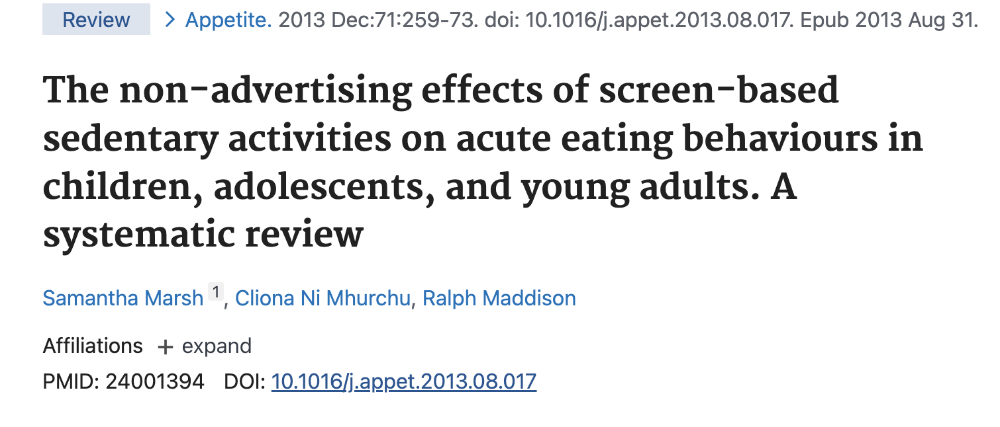 Review > Appetite. 2013 Dec:71:259-73. doi: 10.1016/j.appet.2013.08.017. Epub 2013 Aug 31.
The non-advertising effects of screen-based
sedentary activities on acute eating behaviours in
children, adolescents, and young adults. A
systematic review
Samantha Marsh 1, Cliona Ni Mhurchu, Ralph Maddison
Affiliations + expand
PMID: 24001394 DOI: 10.1016/j.appet.2013.08.017